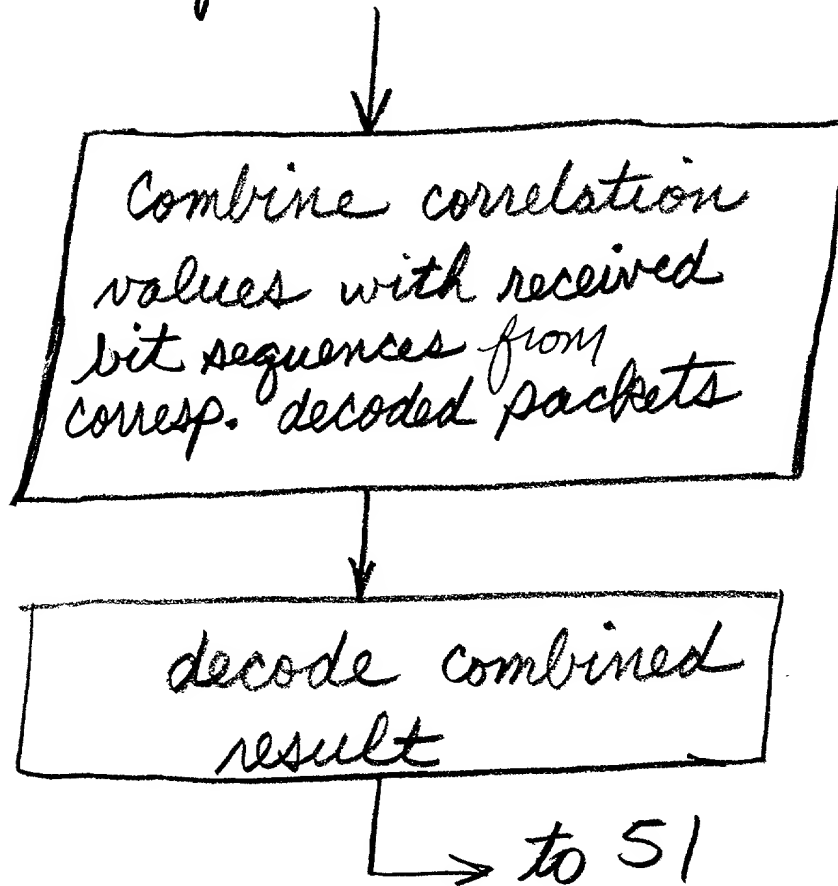 Combine correlation
values with received
bit sequences from
corresp. decoded packets
decode combined
result
to 51